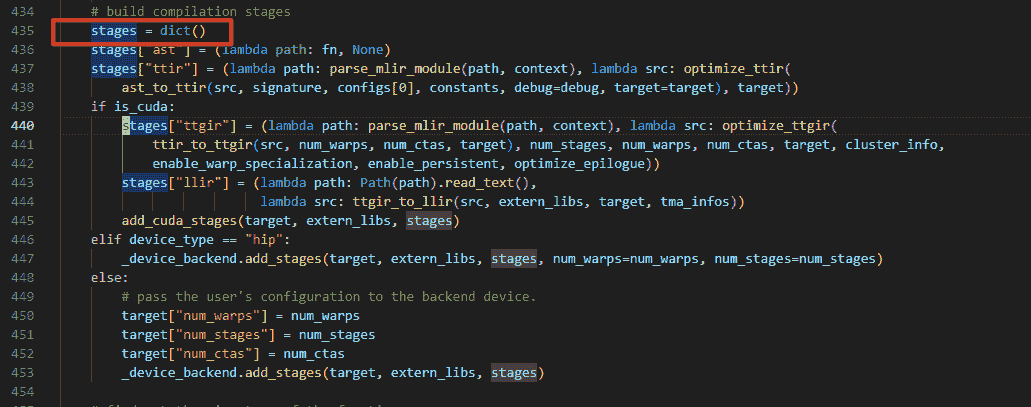 434 # build compilation stages
435 stages = dict()
436 stages["ast"] = (lambda path: fn, None)
437 stages["ttir"] = (lambda path: parse_mlir_module(path, context), lambda src: optimize_ttir(
438 ast_to_ttir(src, signature, configs[0], constants, debug=debug, target=target), target))
439 if is_cuda:
440 stages["ttgir"] = (lambda path: parse_mlir_module(path, context), lambda src: optimize_ttgir(
441 ttir_to_ttgir(src, num_warps, num_ctas, target), num_stages, num_warps, num_ctas, target, cluster_info,
442 enable_warp_specialization, enable_persistent, optimize_epilogue))
443 stages["llir"] = (lambda path: Path(path).read_text(),
444 lambda src: ttgir_to_llir(src, extern_libs, target, tma_infos))
445 add_cuda_stages(target, extern_libs, stages)
446 elif device_type == "hip":
447 _device_backend.add_stages(target, extern_libs, stages, num_warps=num_warps, num_stages=num_stages)
448 else:
449 # pass the user's configuration to the backend device.
450 target["num_warps"] = num_warps
451 target["num_stages"] = num_stages
452 target["num_ctas"] = num_ctas
453 _device_backend.add_stages(target, extern_libs, stages)
454